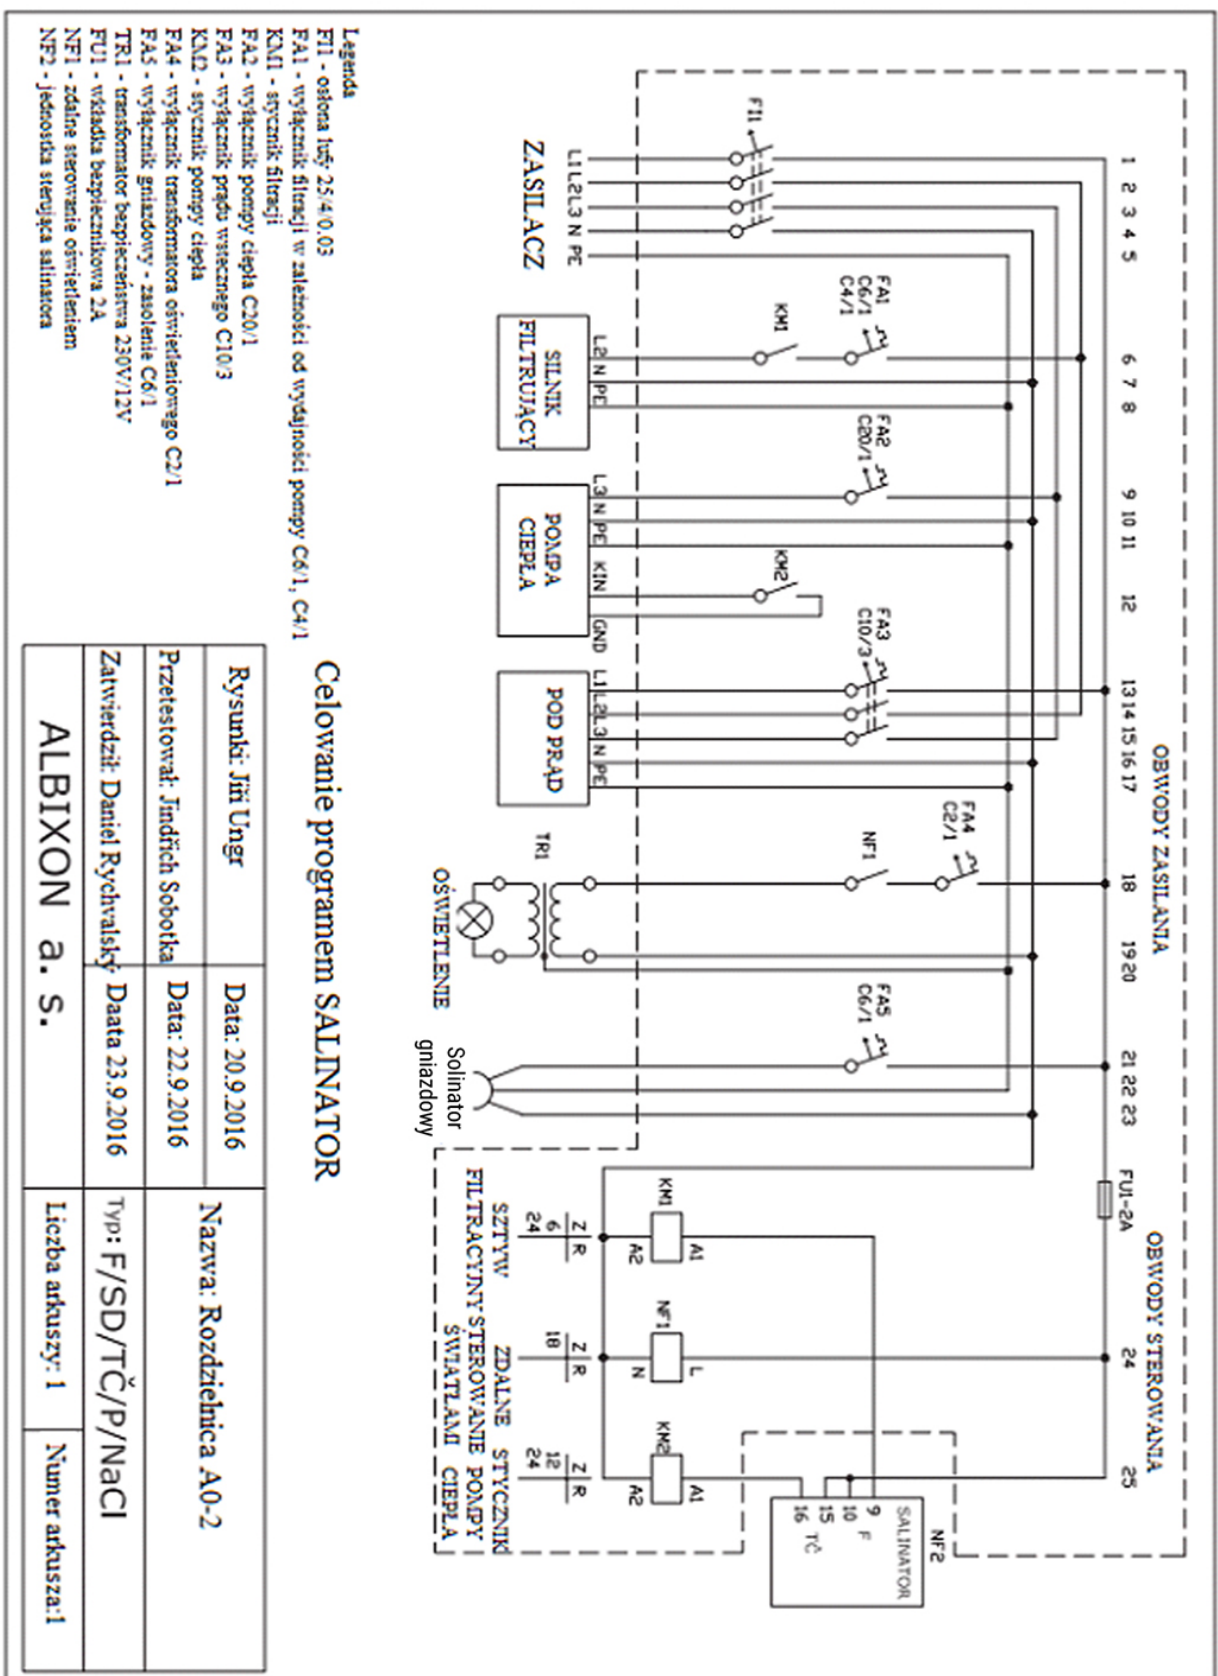 OBWODY ZASILANIA
OBWODY STEROWANIA
1 2 3 4 5 6 7 8 9 10 11 12 13 14 15 16 17 18 19 20 21 22 23 FU1-2A 24 25
FI1
FA1
C6/1
C4/1
KM1
FA2
C20/1
KM2
FA3
C10/3
FA4
C2/1
NF1
FA5
C6/1
NF2
SALINATOR
9 F
10
15 TČ
16
L1 L2 L3 N PE
ZASILACZ
L2 N PE
SILNIK
FILTRUJĄCY
L3 N PE KIN GND
POMPA
CIEPŁA
L1 L2 L3 N PE
POD PRĄD
TR1
OŚWIETLENIE
Solinator
gniazdowy
KM1
A1
A2
NF1
L
N
KM2
A1
A2
Z R
6
24
Z R
18
Z R
12
24
SZTYW ZDALNE STYCZNIK
FILTRACYJNY STEROWANIE POMPY
ŚWIATLAMI CIEPŁA
Legenda
FI1 - osłona lufy 25/4/0.03
FA1 - wyłącznik filtracji w zależności od wydajności pompy C6/1, C4/1
KM1 - stycznik filtracji
FA2 - wyłącznik pompy ciepła C20/1
FA3 - wyłącznik prądu wstecznego C10/3
KM2 - stycznik pompy ciepła
FA4 - wyłącznik transformatora oświetleniowego C2/1
FA5 - wyłącznik gniazdowy - zasolenie C6/1
TR1 - transformator bezpieczeństwa 230V/12V
FU1 - wkładka bezpiecznikowa 2A
NF1 - zdalne sterowanie oświetleniem
NF2 - jednostka sterująca salinatora
Celowanie programem SALINATOR
Rysunki: Jiří Ungr
Data: 20.9.2016
Nazwa: Rozdzielnica A0-2
Przetestował: Jindřich Sobotka
Data: 22.9.2016
Zatwierdził: Daniel Rychvalský
Daata 23.9.2016
Typ: F/SD/TČ/P/NaCl
ALBIXON a. s.
Liczba arkuszy: 1
Numer arkusza:1